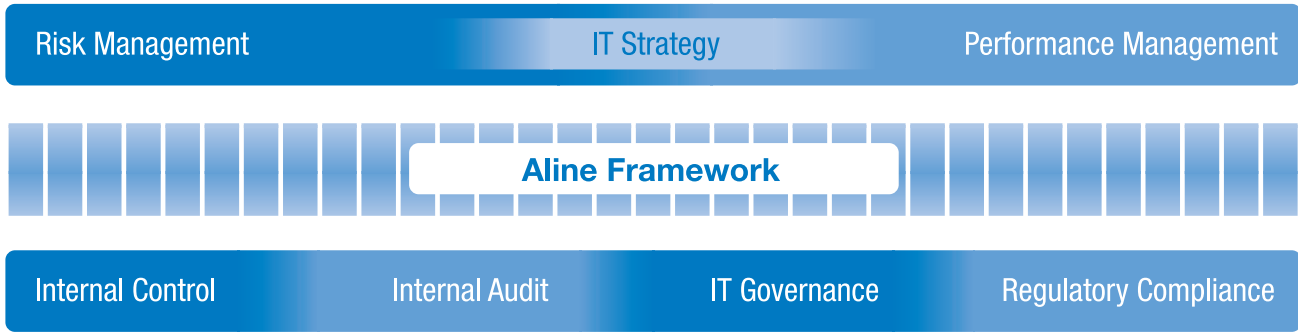 Risk Management IT Strategy Performance Management
Aline Framework
Internal Control Internal Audit IT Governance Regulatory Compliance